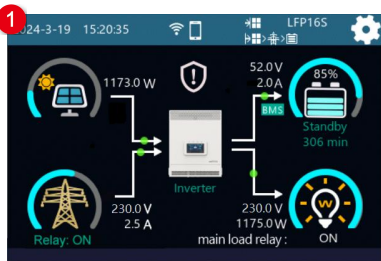 1
024-3-19 15:20:35
LFP16S
1173.0 W
52.0 V
2.0 A
BMS
85%
Standby
306 min
Inverter
230.0 V
2.5 A
Relay: ON
230.0 V
1175.0 W
W
main load relay : ON